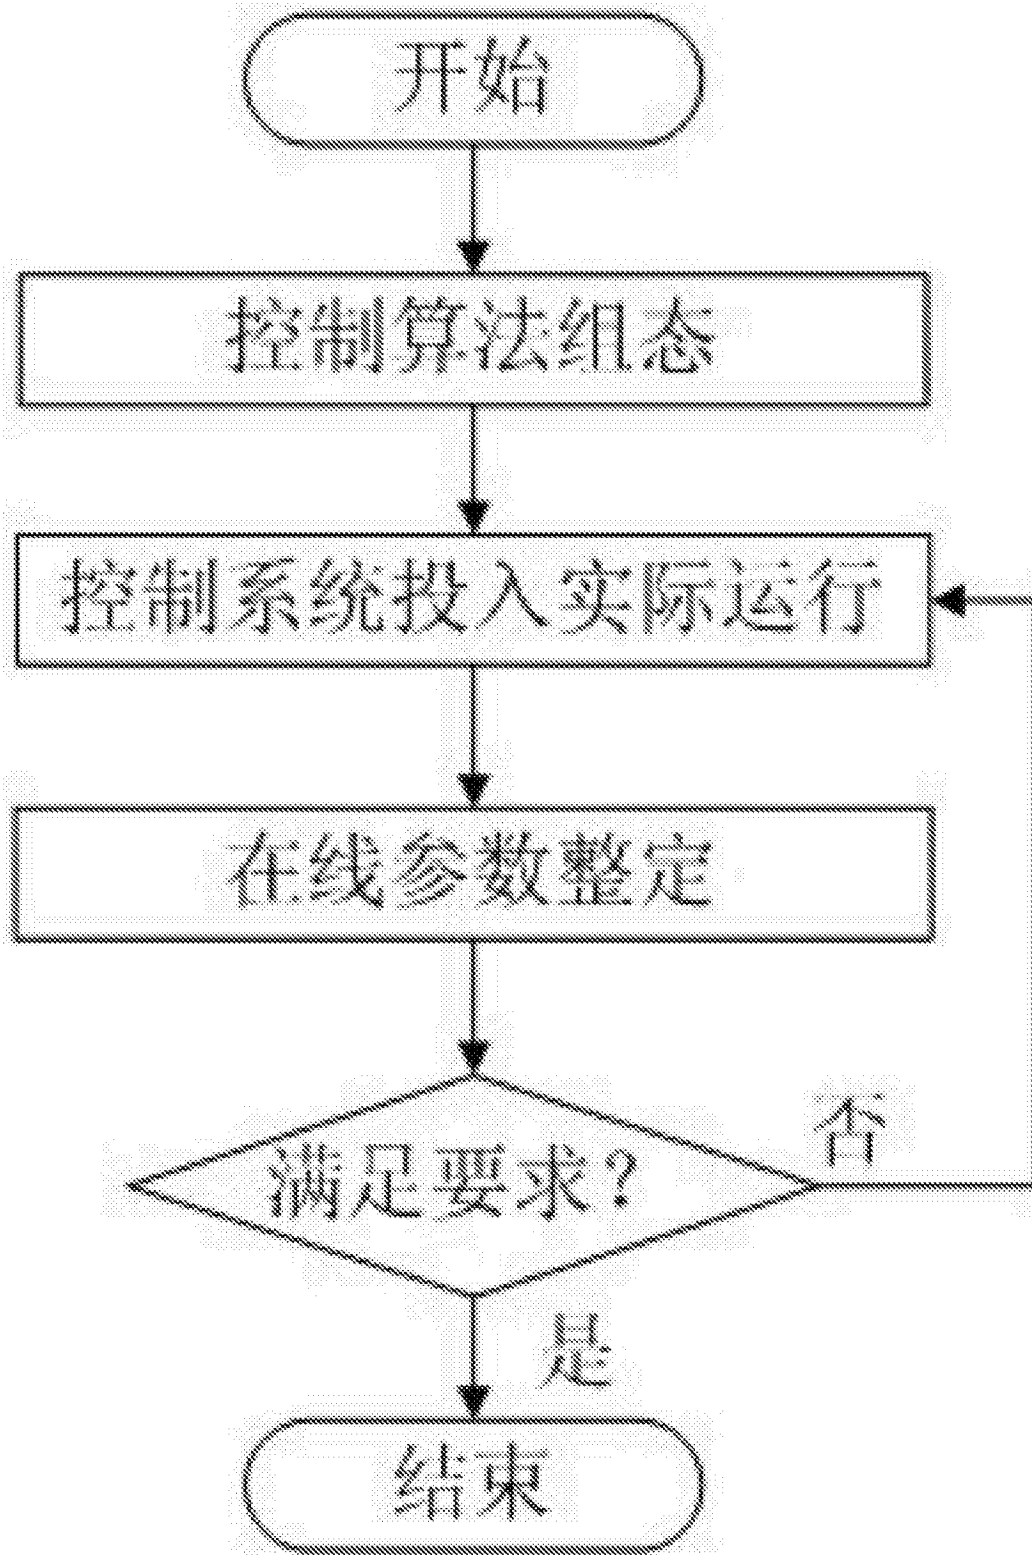 开始
控制算法组态
控制系统投入实际运行
在线参数整定
满足要求?
否
是
结束